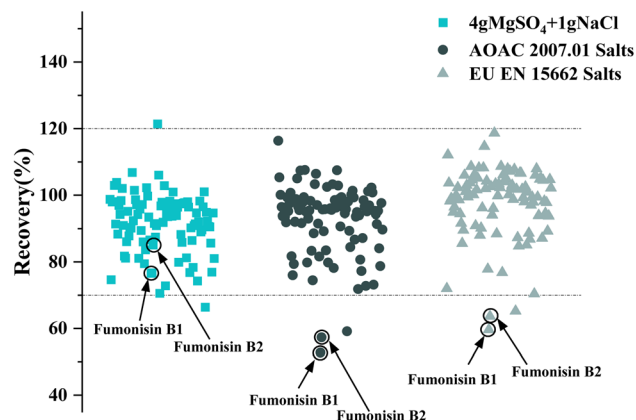 4gMgSO₄+1gNaCl
AOAC 2007.01 Salts
EU EN 15662 Salts
Recovery(%)
140
120
100
80
60
40
Fumonisin B1
Fumonisin B2
Fumonisin B1
Fumonisin B2
Fumonisin B1
Fumonisin B2